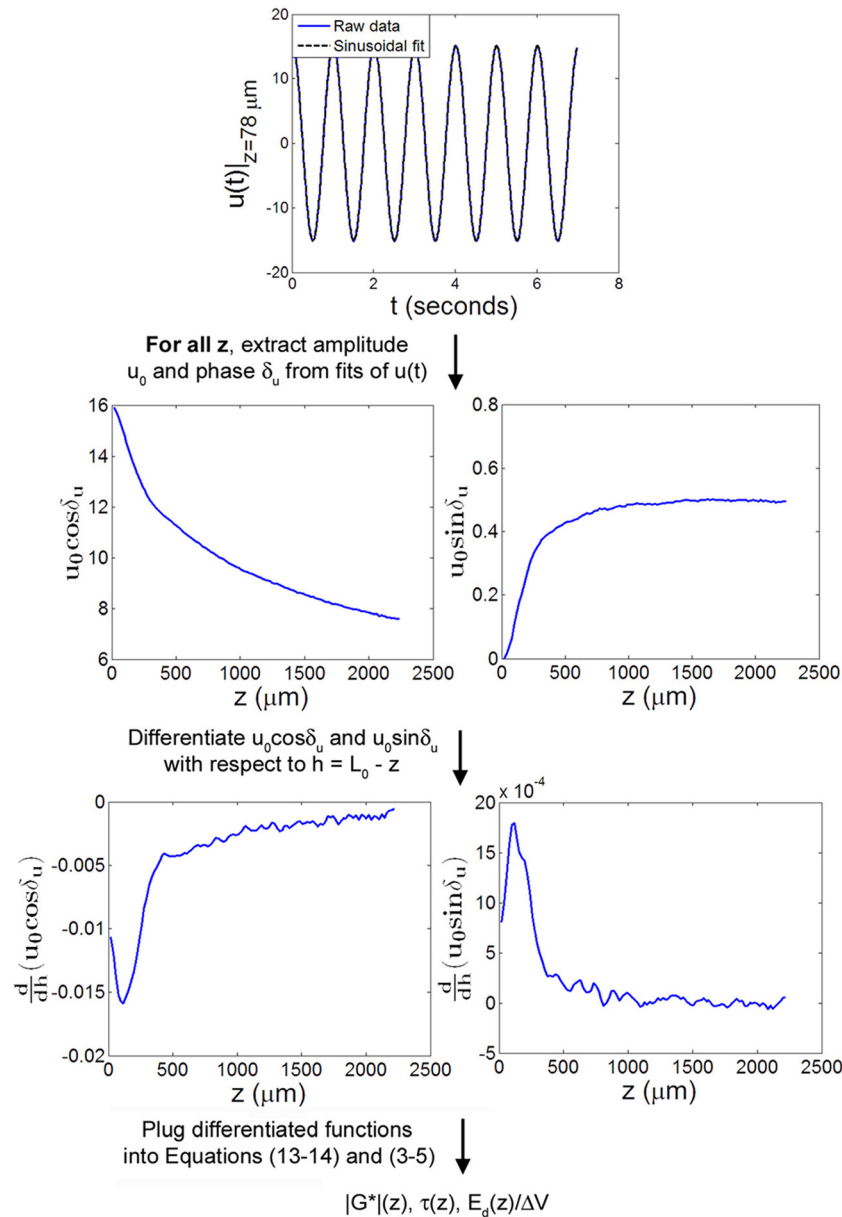 Raw data
Sinusoidal fit
20
10
0
-10
-20
u(t)|z=78 μm
0
2
4
6
8
t (seconds)
For all z, extract amplitude
u0 and phase δu from fits of u(t)
16
14
12
10
8
6
u0cosδu
0
500
1000
1500
2000
2500
z (μm)
0.8
0.6
0.4
0.2
0
u0sinδu
0
500
1000
1500
2000
2500
z (μm)
Differentiate u0cosδu and u0sinδu
with respect to h = L0 - z
0
-0.005
-0.01
-0.015
-0.02
d/dh(u0cosδu)
0
500
1000
1500
2000
2500
z (μm)
x 10-4
20
15
10
5
0
-5
d/dh(u0sinδu)
0
500
1000
1500
2000
2500
z (μm)
Plug differentiated functions
into Equations (13-14) and (3-5)
|G*|(z), τ(z), Ed(z)/ΔV